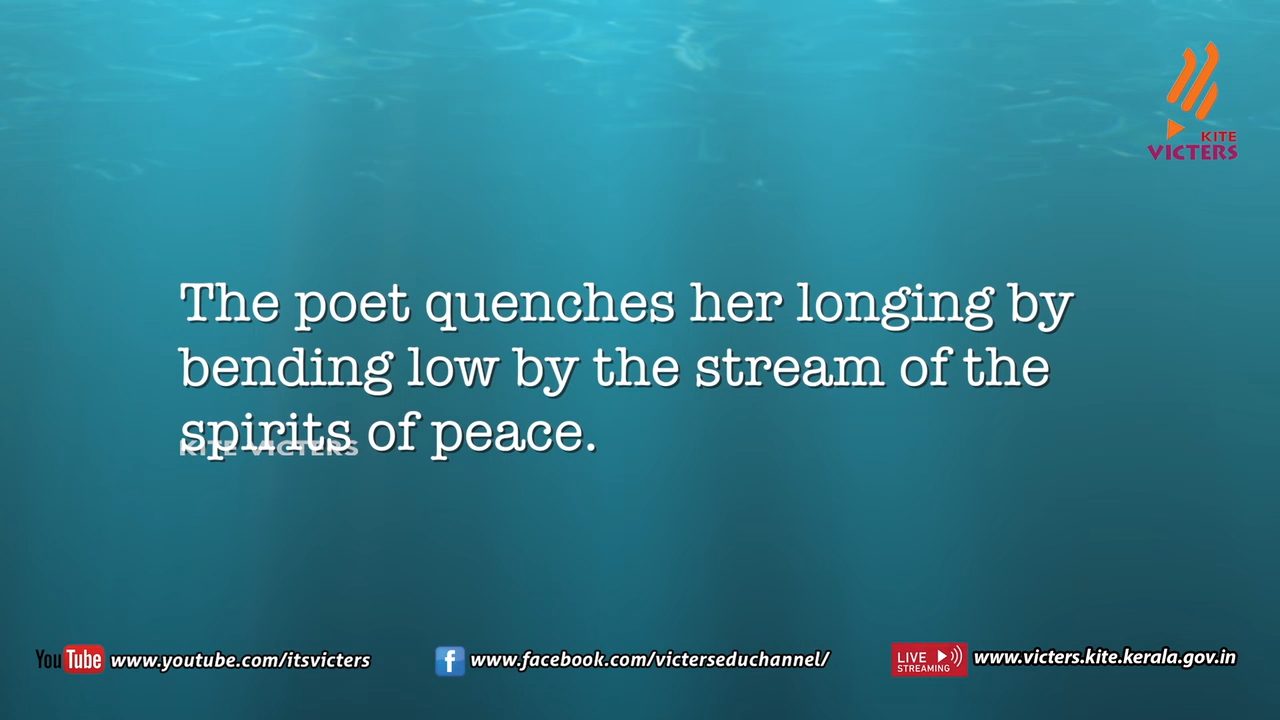 KITE
VICTERS
The poet quenches her longing by
bending low by the stream of the
spirits of peace.
KITE VICTERS
YouTube www.youtube.com/itsvicters
f www.facebook.com/victerseduchannel/
LIVE STREAMING www.victers.kite.kerala.gov.in